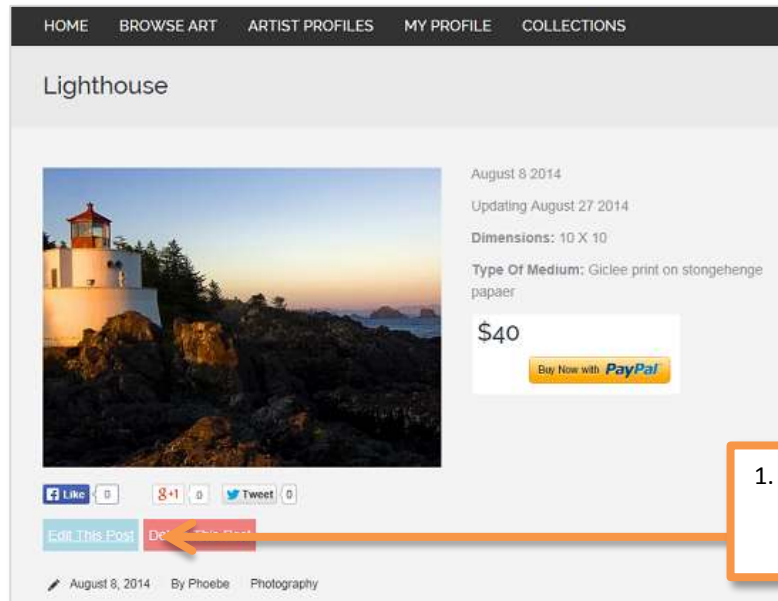 HOME BROWSE ART ARTIST PROFILES MY PROFILE COLLECTIONS
Lighthouse
August 8 2014
Updating August 27 2014
Dimensions: 10 X 10
Type Of Medium: Giclee print on stongehenge
papaer
$40
Buy Now with PayPal
1.
Like 0 g+1 0 Tweet 0
Edit This Post This Post
August 8, 2014 By Phoebe Photography